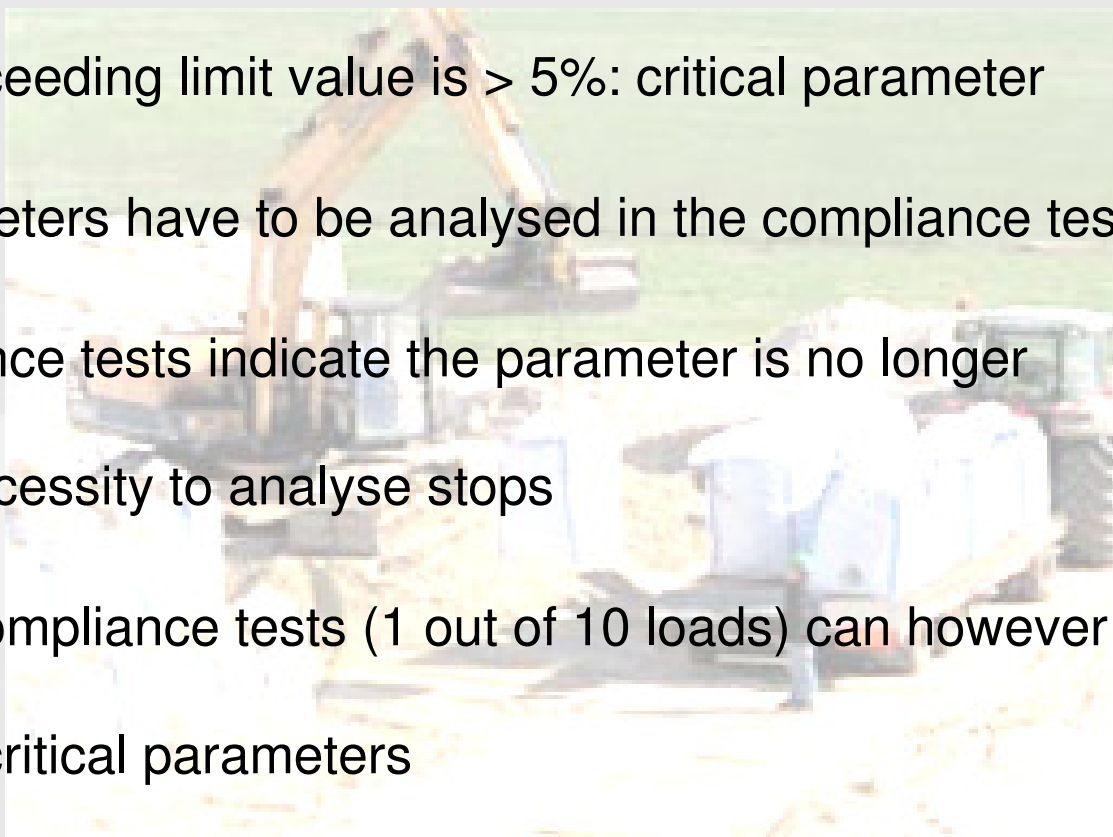 ceeding limit value is > 5%: critical parameter
eters have to be analysed in the compliance tes
nce tests indicate the parameter is no longer
cessity to analyse stops
ompliance tests (1 out of 10 loads) can however
critical parameters